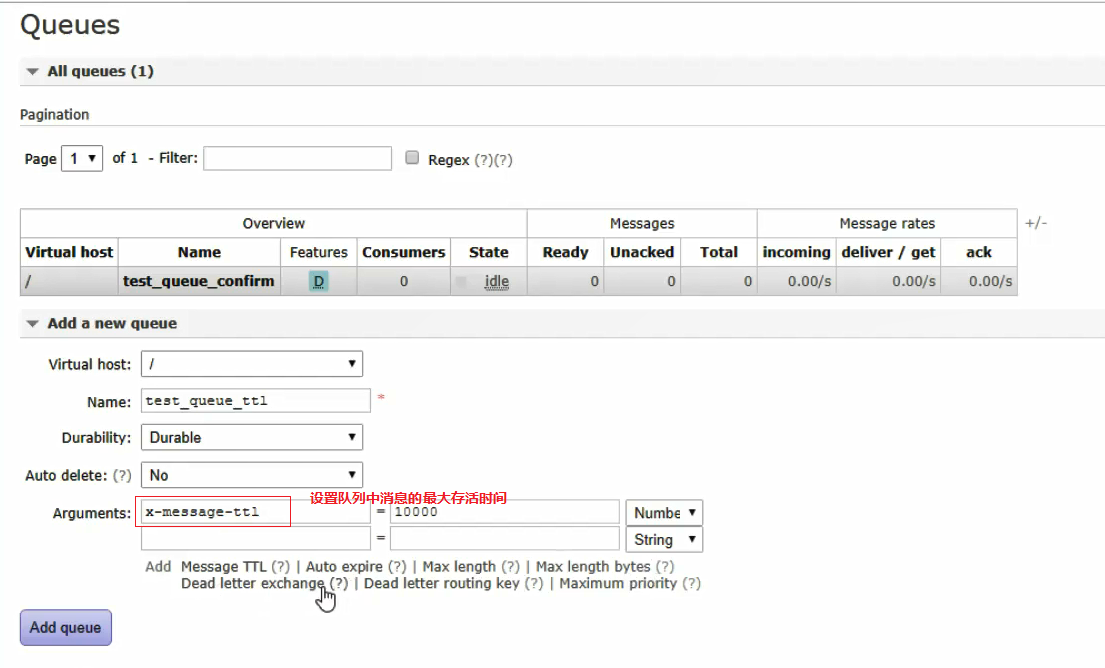 Queues
All queues (1)
Pagination
Page 1 of 1 - Filter: Regex (?)(?)
Overview Messages Message rates +/-
Virtual host Name Features Consumers State Ready Unacked Total incoming deliver / get ack
/ test_queue_confirm D 0 idle 0 0 0 0.00/s 0.00/s 0.00/s
Add a new queue
Virtual host: /
Name: test_queue_ttl *
Durability: Durable
Auto delete: (?) No
设置队列中消息的最大存活时间
Arguments: x-message-ttl = 10000 Numbe
= String
Add Message TTL (?) | Auto expire (?) | Max length (?) | Max length bytes (?)
Dead letter exchange (?) | Dead letter routing key (?) | Maximum priority (?)
Add queue